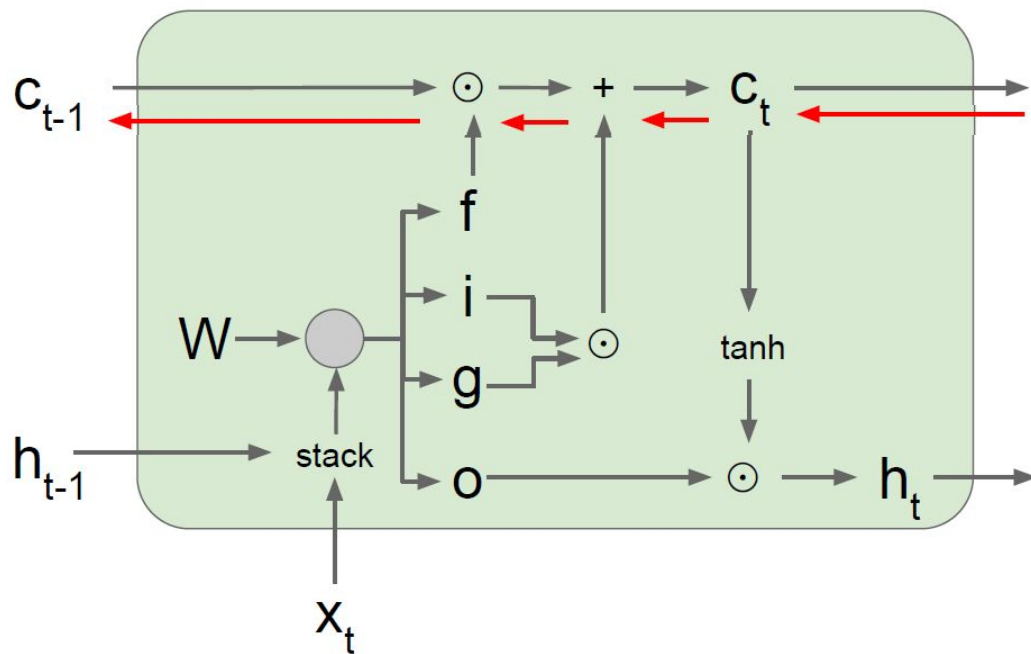 c_{t-1} ⊙ + c_t
f
i
W ⊙ tanh
g
h_{t-1} stack o ⊙ h_t
x_t